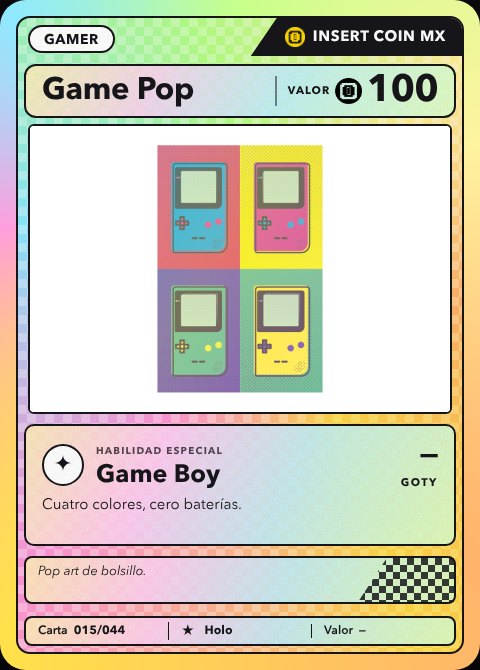 GAMER
INSERT COIN MX
Game Pop
VALOR 100
HABILIDAD ESPECIAL
Game Boy
Cuatro colores, cero baterías.
—
GOTY
Pop art de bolsillo.
Carta 015/044 ★ Holo Valor —